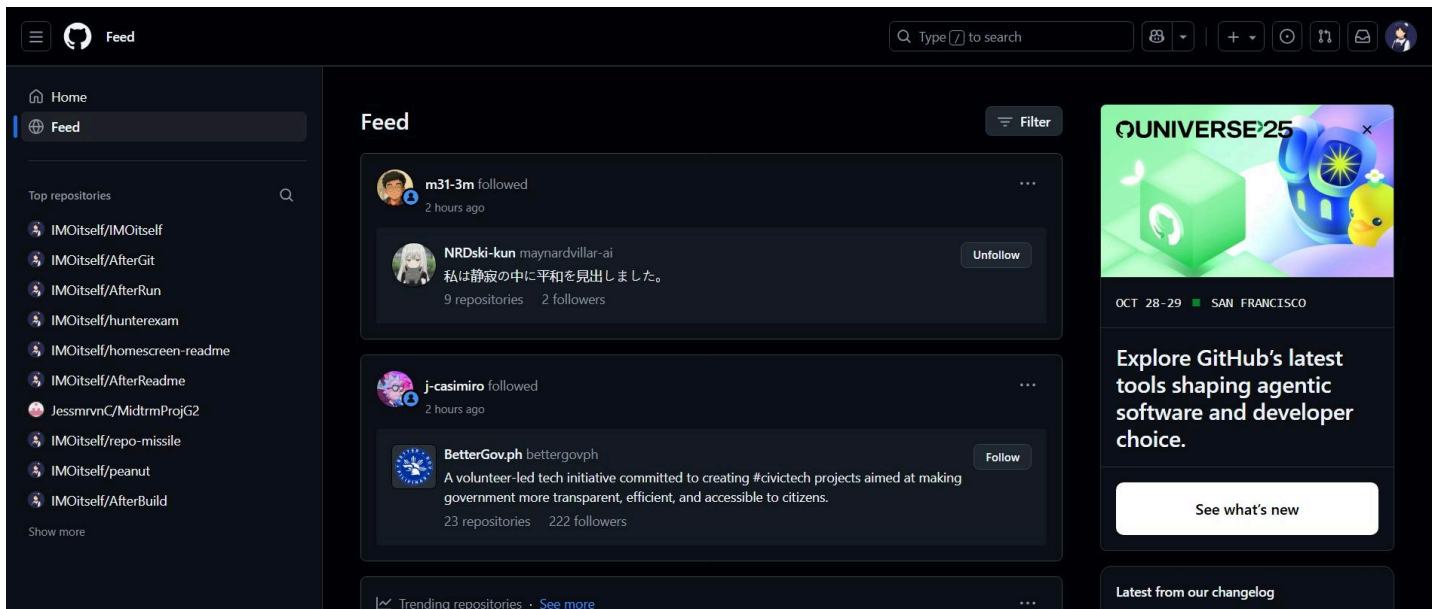 Feed
Type / to search
Home
Feed
Top repositories
IMOitself/IMOitself
IMOitself/AfterGit
IMOitself/AfterRun
IMOitself/hunterexam
IMOitself/homescreen-readme
IMOitself/AfterReadme
JessmrvnC/MidtrmProjG2
IMOitself/repo-missile
IMOitself/peanut
IMOitself/AfterBuild
Show more
Feed
Filter
m31-3m followed
2 hours ago
NRDski-kun maynardvillar-ai
Unfollow
私は静寂の中に平和を見出しました。
9 repositories 2 followers
j-casimiro followed
2 hours ago
BetterGov.ph bettergovph
Follow
A volunteer-led tech initiative committed to creating #civictech projects aimed at making
government more transparent, efficient, and accessible to citizens.
23 repositories 222 followers
Trending repositories · See more
UNIVERSE'25
OCT 28-29 SAN FRANCISCO
Explore GitHub's latest
tools shaping agentic
software and developer
choice.
See what's new
Latest from our changelog